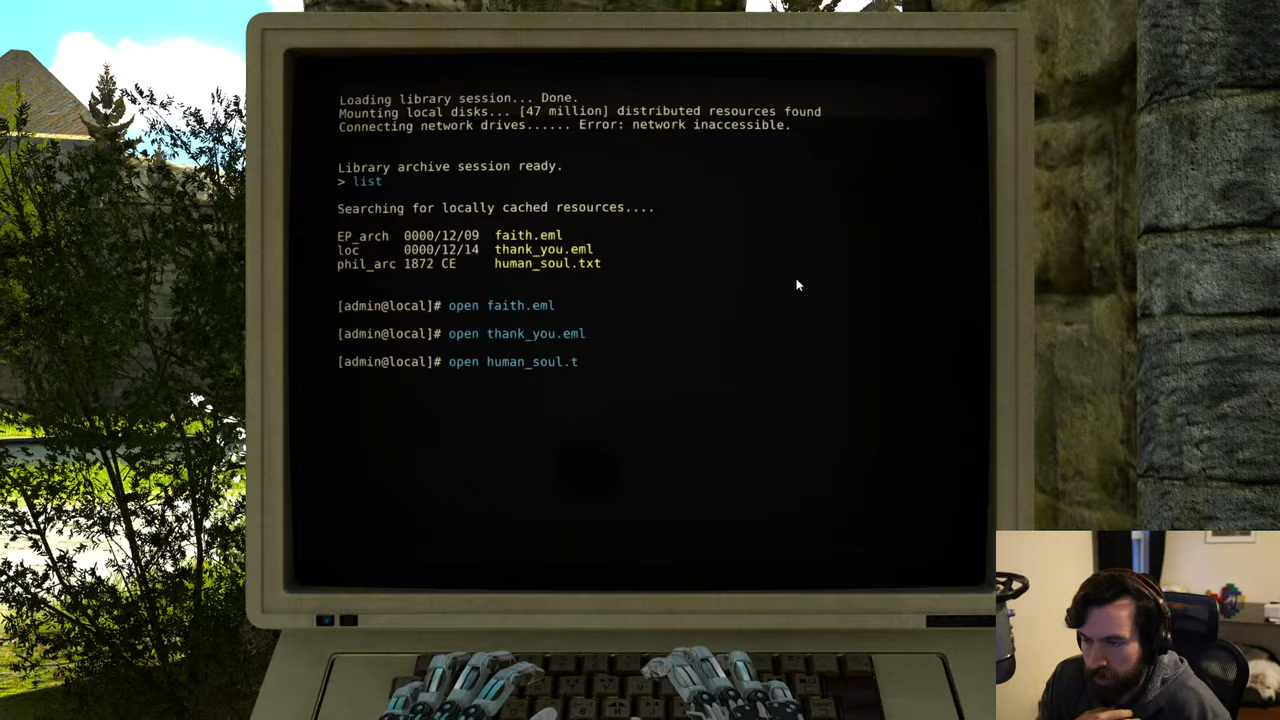 Loading library session... Done.
Mounting local disks... [47 million] distributed resources found
Connecting network drives...... Error: network inaccessible.
Library archive session ready.
> list
Searching for locally cached resources....
EP_arch 0000/12/09 faith.eml
loc 0000/12/14 thank_you.eml
phil_arc 1872 CE human_soul.txt
[admin@local]# open faith.eml
[admin@local]# open thank_you.eml
[admin@local]# open human_soul.t